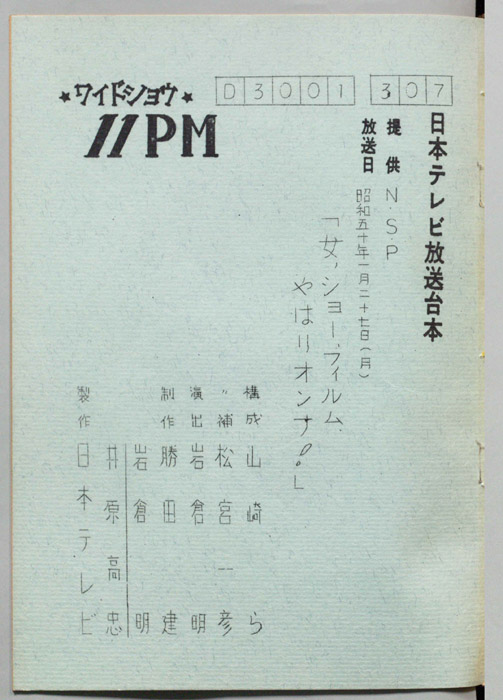 ★ワイドショウ★
11PM
D3001 307
日本テレビ放送台本
提供 N.S.P
放送日 昭和五十年一月二十七日(月)
「女,ショー,フィルム,
やはりオンナ!!」
構成 山崎 ら
〃補 松宮一彦
演出 岩倉 明
制作 勝田 建
岩倉 明
井原高忠
製作 日本テレビ